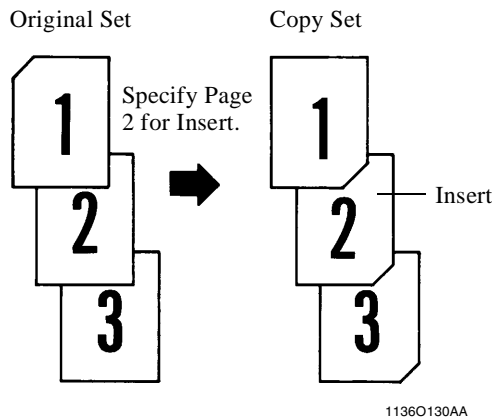 Original Set
Copy Set
1
2
3
Specify Page
2 for Insert.
1
2
3
Insert
1136O130AA